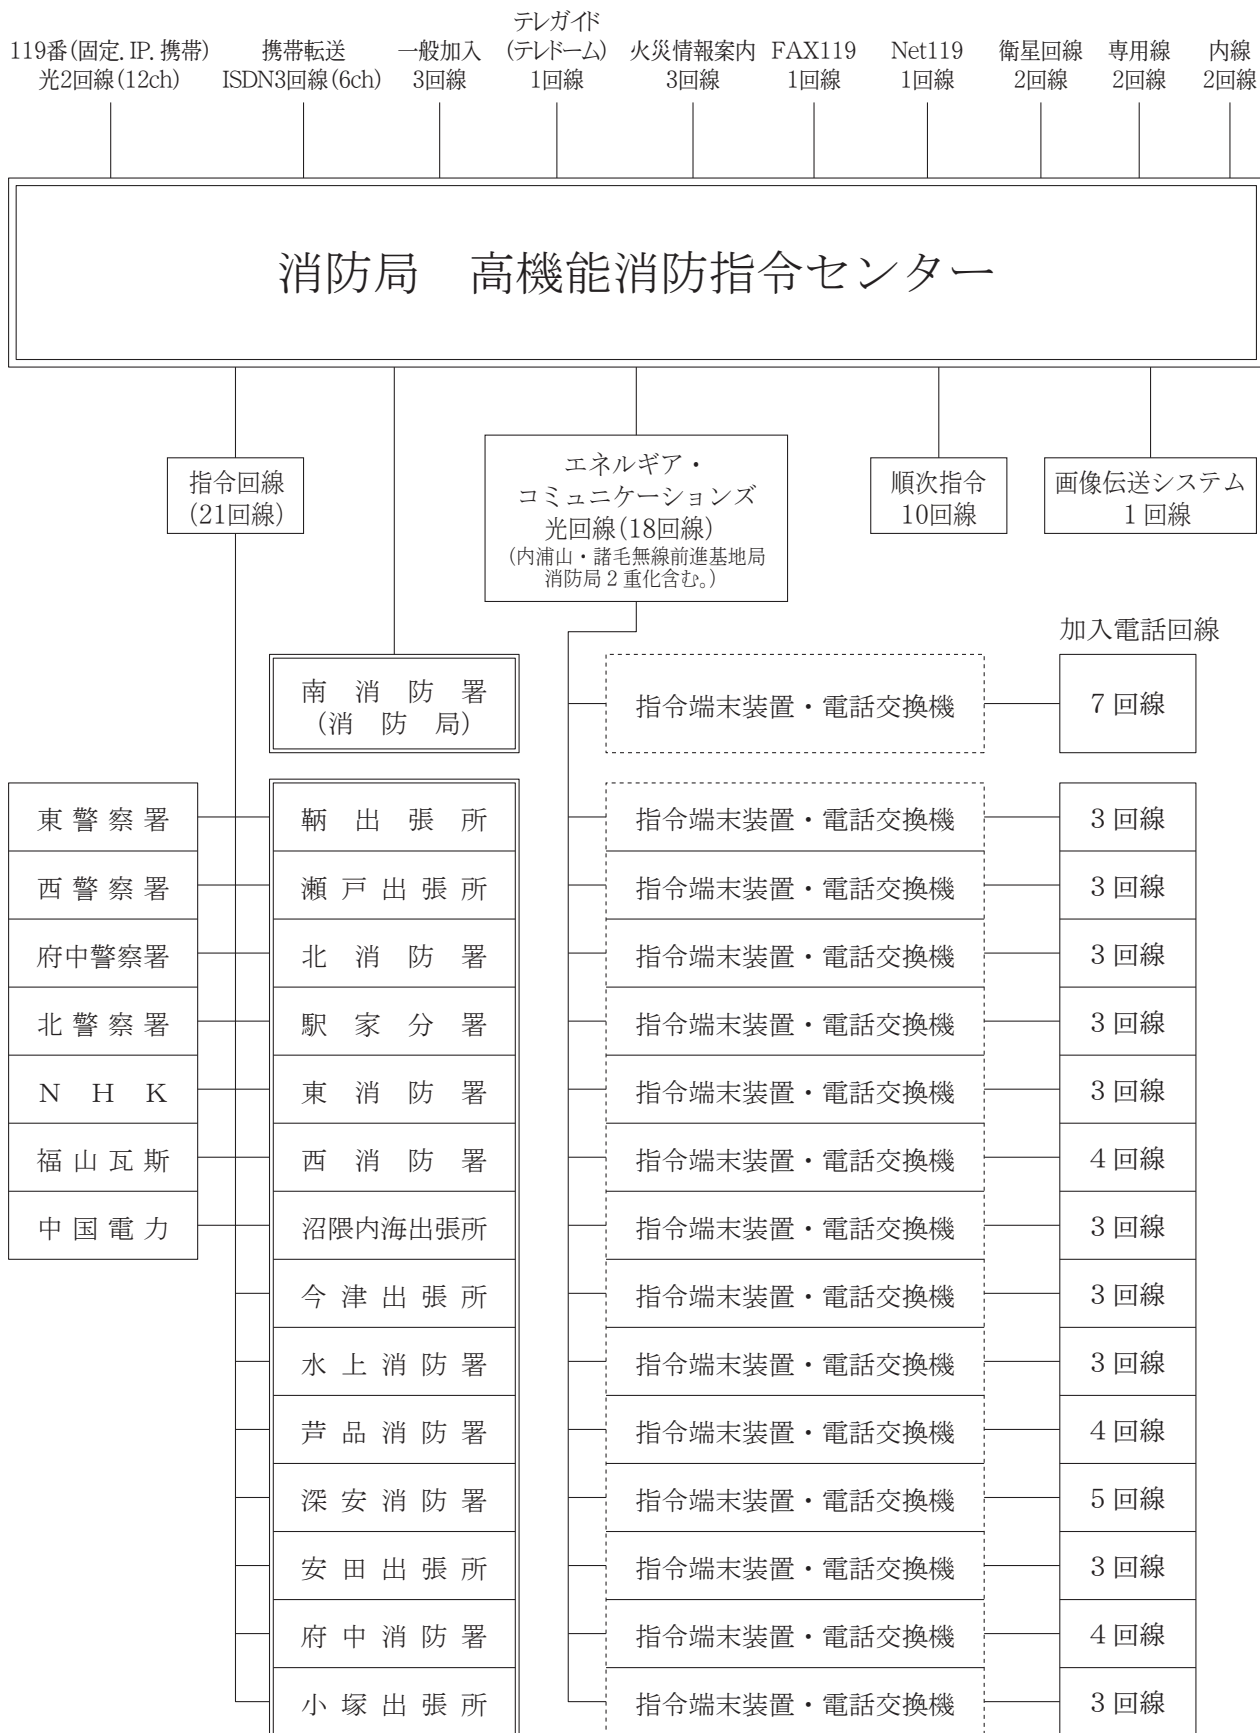 テレガイド
119番(固定. IP. 携帯) 携帯転送 一般加入 (テレドーム) 火災情報案内 FAX119 Net119 衛星回線 専用線 内線
光2回線(12ch) ISDN3回線(6ch) 3回線 1回線 3回線 1回線 1回線 2回線 2回線 2回線
消防局 高機能消防指令センター
指令回線
(21回線)
エネルギア・
コミュニケーションズ
光回線(18回線)
(内浦山・諸毛無線前進基地局
消防局2重化含む。)
順次指令
10回線
画像伝送システム
1回線
加入電話回線
南消防署
(消防局)
指令端末装置・電話交換機 7回線
東警察署 鞆出張所 指令端末装置・電話交換機 3回線
西警察署 瀬戸出張所 指令端末装置・電話交換機 3回線
府中警察署 北消防署 指令端末装置・電話交換機 3回線
北警察署 駅家分署 指令端末装置・電話交換機 3回線
NHK 東消防署 指令端末装置・電話交換機 3回線
福山瓦斯 西消防署 指令端末装置・電話交換機 4回線
中国電力 沼隈内海出張所 指令端末装置・電話交換機 3回線
今津出張所 指令端末装置・電話交換機 3回線
水上消防署 指令端末装置・電話交換機 3回線
芦品消防署 指令端末装置・電話交換機 4回線
深安消防署 指令端末装置・電話交換機 5回線
安田出張所 指令端末装置・電話交換機 3回線
府中消防署 指令端末装置・電話交換機 4回線
小塚出張所 指令端末装置・電話交換機 3回線